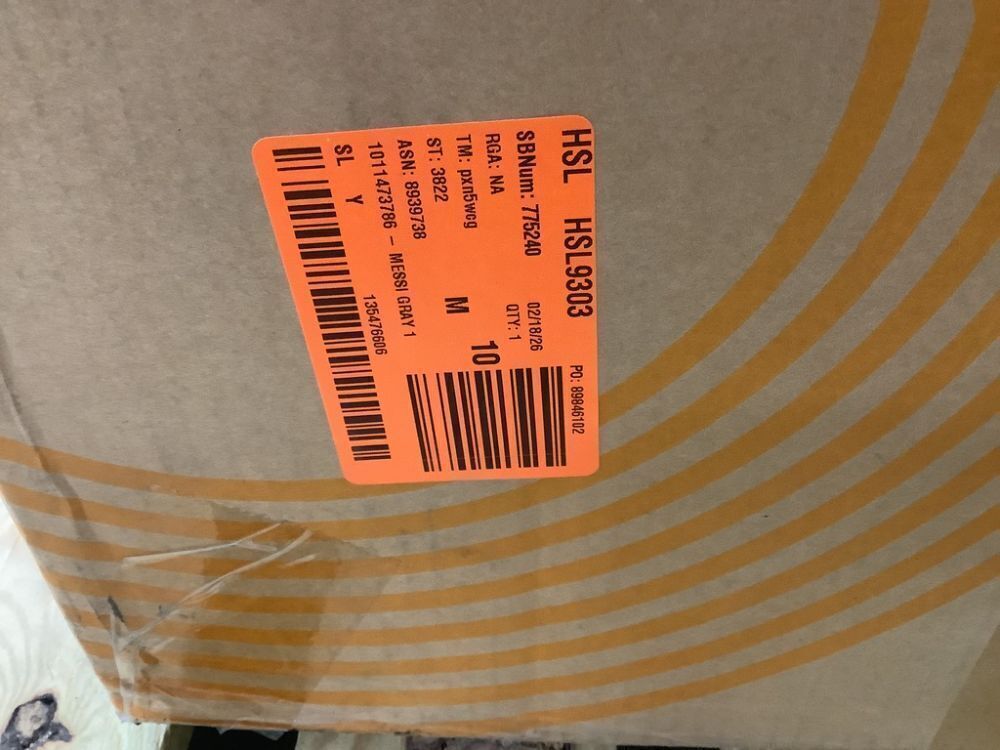 HSL HSL9303 PO: 89846102
SBNum: 775240 02/18/26
RGA: NA QTY: 1
TM: pxn5wcg M 10
ST: 3822
ASN: 8939738
1011473786 - MESSI GRAY 1
SL Y 135476606